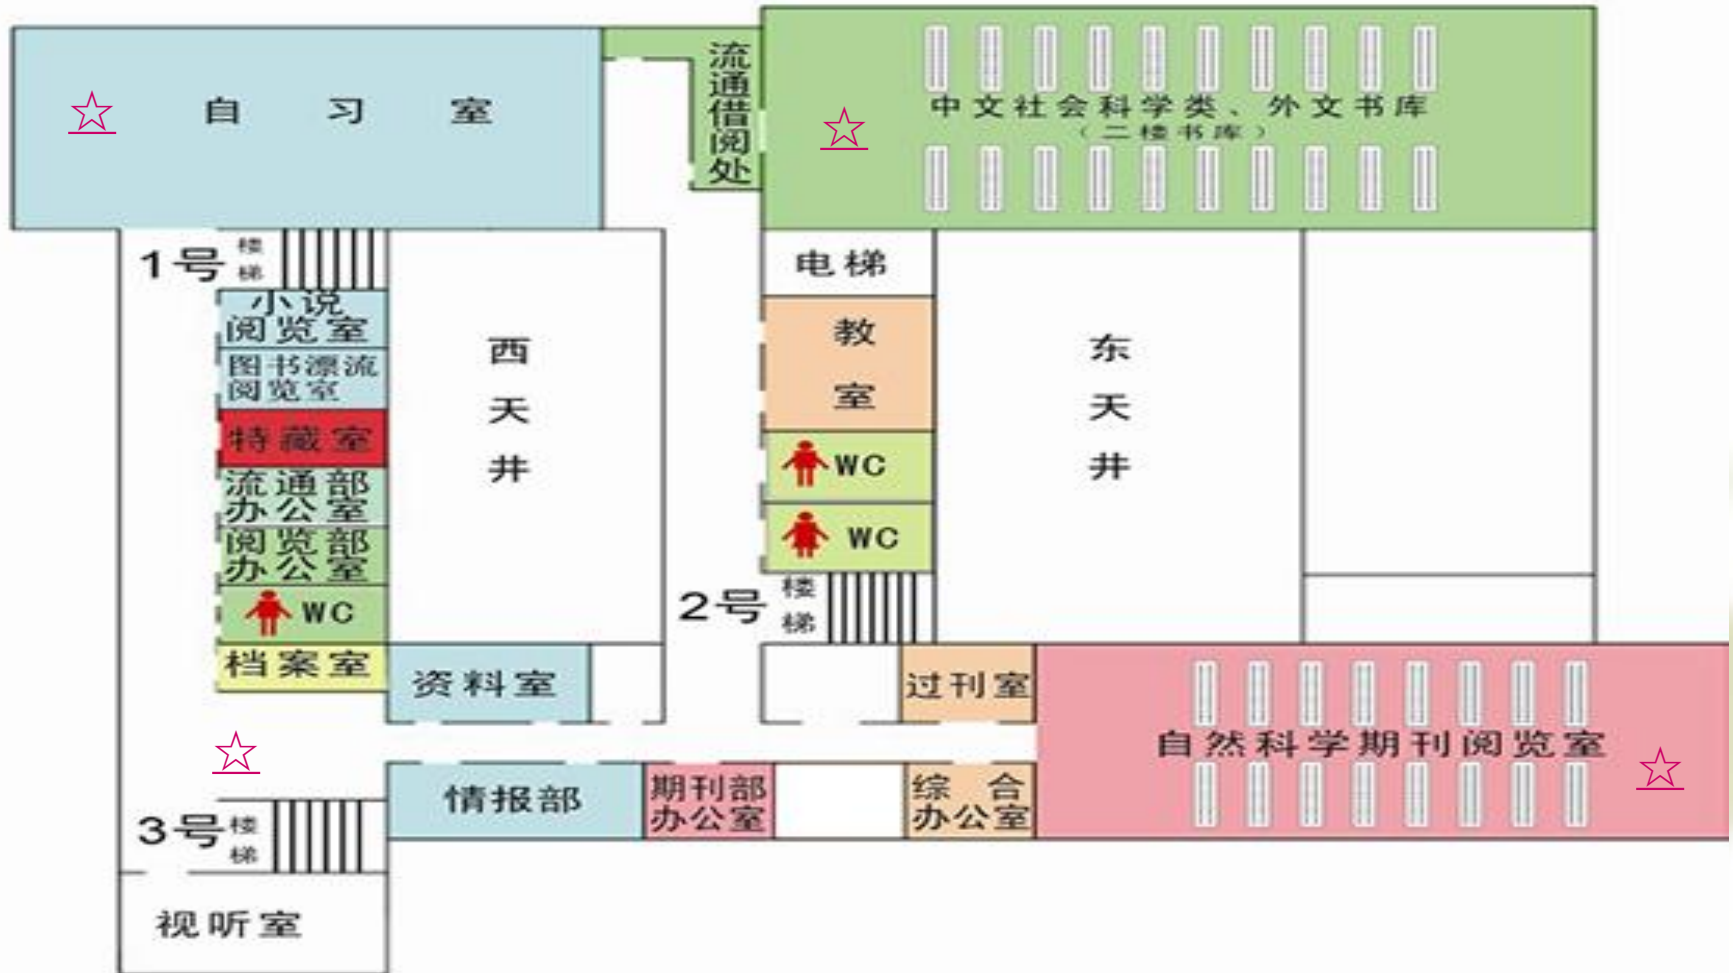 自习室
流通借阅处
中文社会科学类、外文书库
（二楼书库）
1号
楼梯
电梯
小说
阅览室
图书漂流
阅览室
特藏室
流通部
办公室
阅览部
办公室
WC
档案室
西天井
教室
WC
WC
2号
楼梯
东天井
资料室
过刊室
自然科学期刊阅览室
情报部
期刊部
办公室
综合
办公室
3号
楼梯
视听室